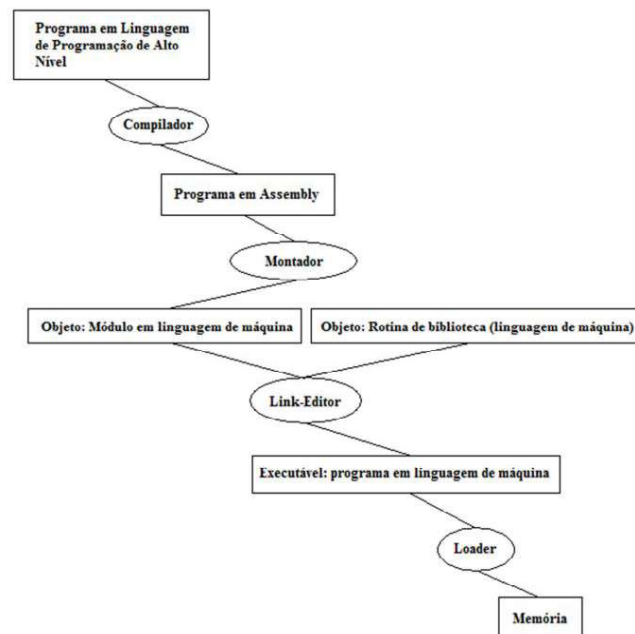 Programa em Linguagem
de Programação de Alto
Nível
Compilador
Programa em Assembly
Montador
Objeto: Módulo em linguagem de máquina
Objeto: Rotina de biblioteca (linguagem de máquina)
Link-Editor
Executável: programa em linguagem de máquina
Loader
Memória